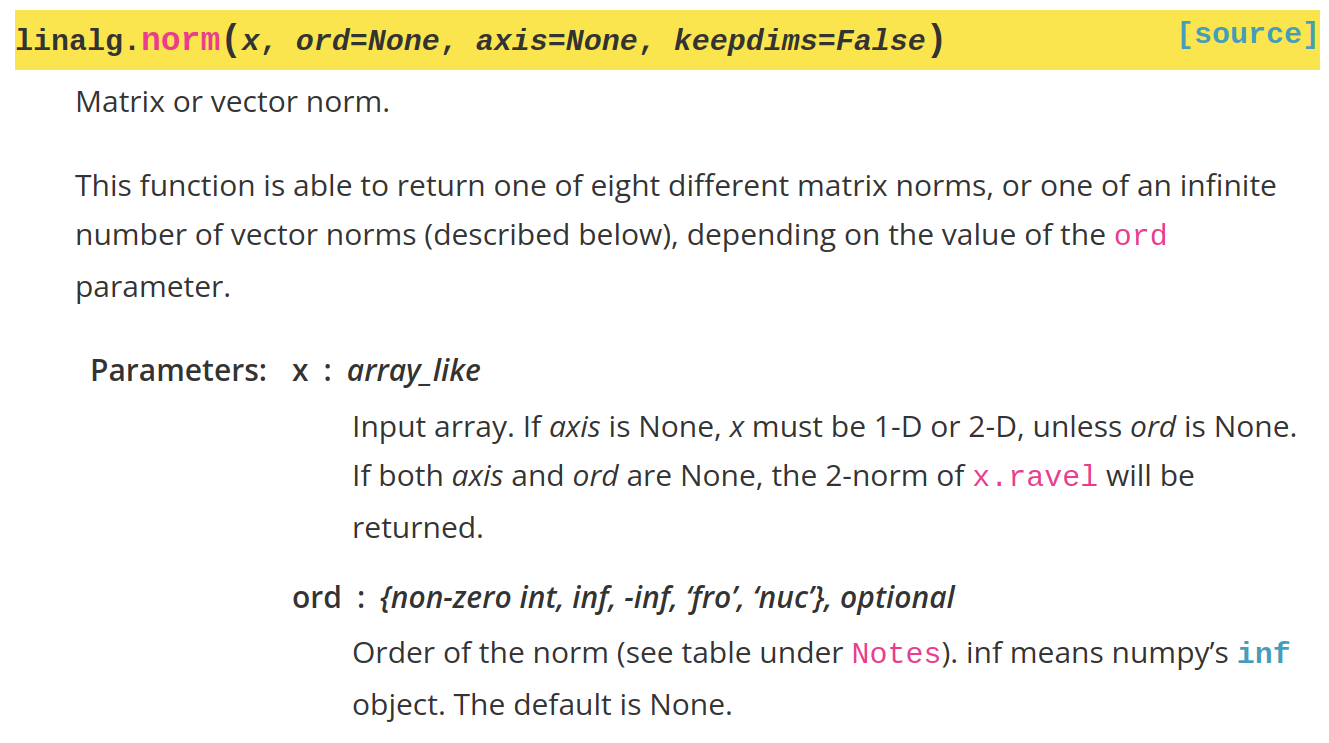 linalg.norm(x, ord=None, axis=None, keepdims=False) [source]
Matrix or vector norm.
This function is able to return one of eight different matrix norms, or one of an infinite
number of vector norms (described below), depending on the value of the ord
parameter.
Parameters: x : array_like
Input array. If axis is None, x must be 1-D or 2-D, unless ord is None.
If both axis and ord are None, the 2-norm of x.ravel will be
returned.
ord : {non-zero int, inf, -inf, ‘fro’, ‘nuc’}, optional
Order of the norm (see table under Notes). inf means numpy’s inf
object. The default is None.